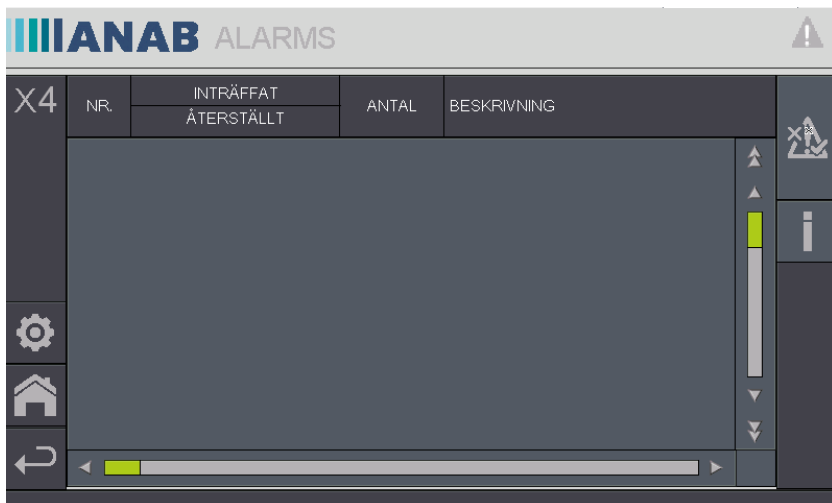 ANAB ALARMS
X4
NR.
INTRÄFFAT
ÅTERSTÄLLT
ANTAL
BESKRIVNING